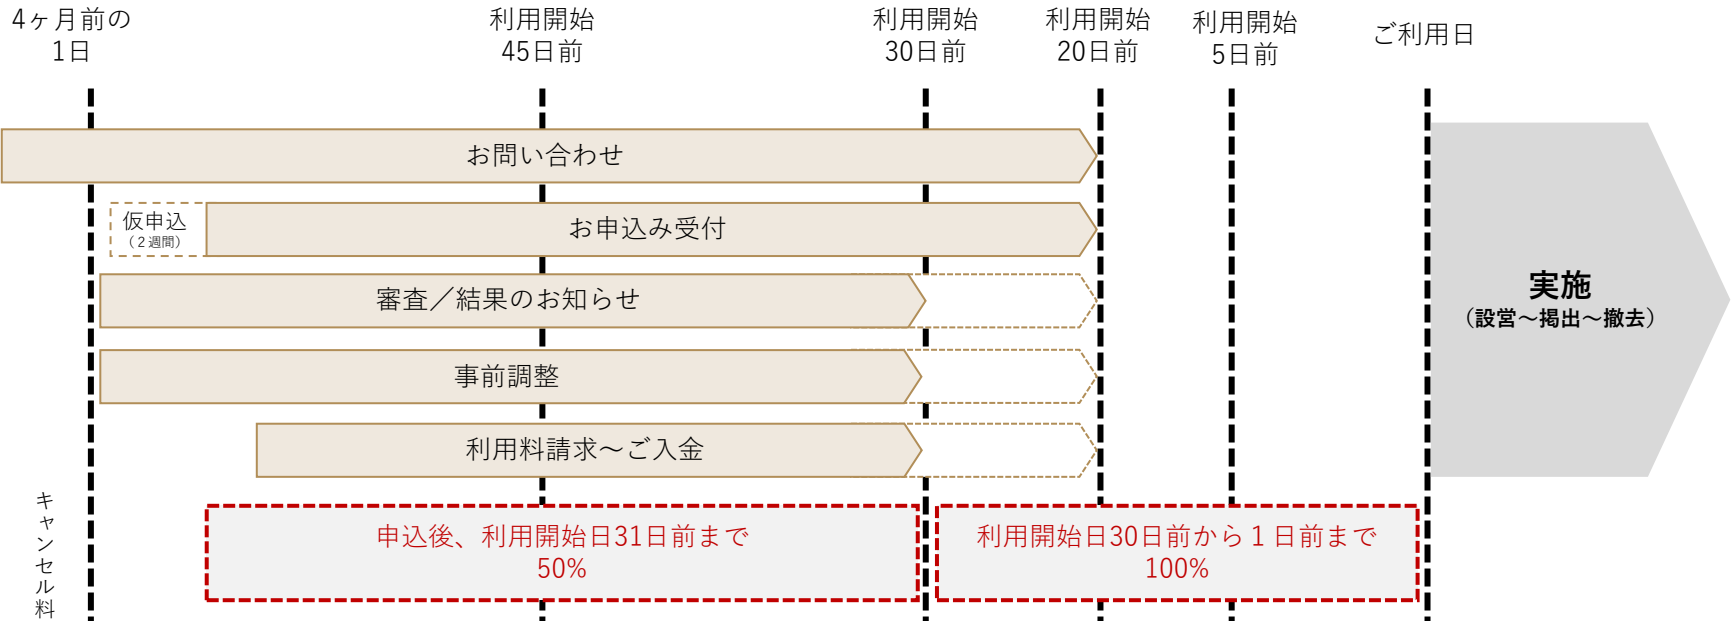 4ヶ月前の
1日
利用開始
45日前
利用開始
30日前
利用開始
20日前
利用開始
5日前
ご利用日
お問い合わせ
仮申込
（２週間）
お申込み受付
審査／結果のお知らせ
事前調整
利用料請求～ご入金
実施
（設営～掲出～撤去）
キャンセル料
申込後、利用開始日31日前まで
50%
利用開始日30日前から１日前まで
100%